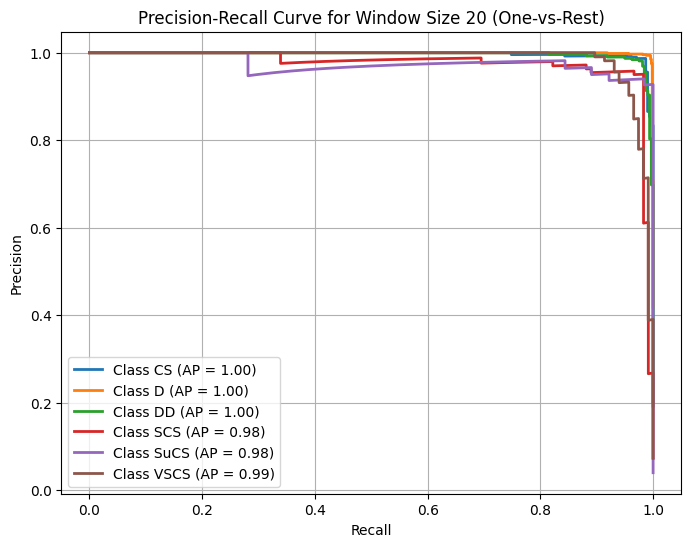 Precision-Recall Curve for Window Size 20 (One-vs-Rest)
1.0
0.8
0.6
0.4
0.2
0.0
Precision
Class CS (AP = 1.00)
Class D (AP = 1.00)
Class DD (AP = 1.00)
Class SCS (AP = 0.98)
Class SuCS (AP = 0.98)
Class VSCS (AP = 0.99)
0.0 0.2 0.4 0.6 0.8 1.0
Recall